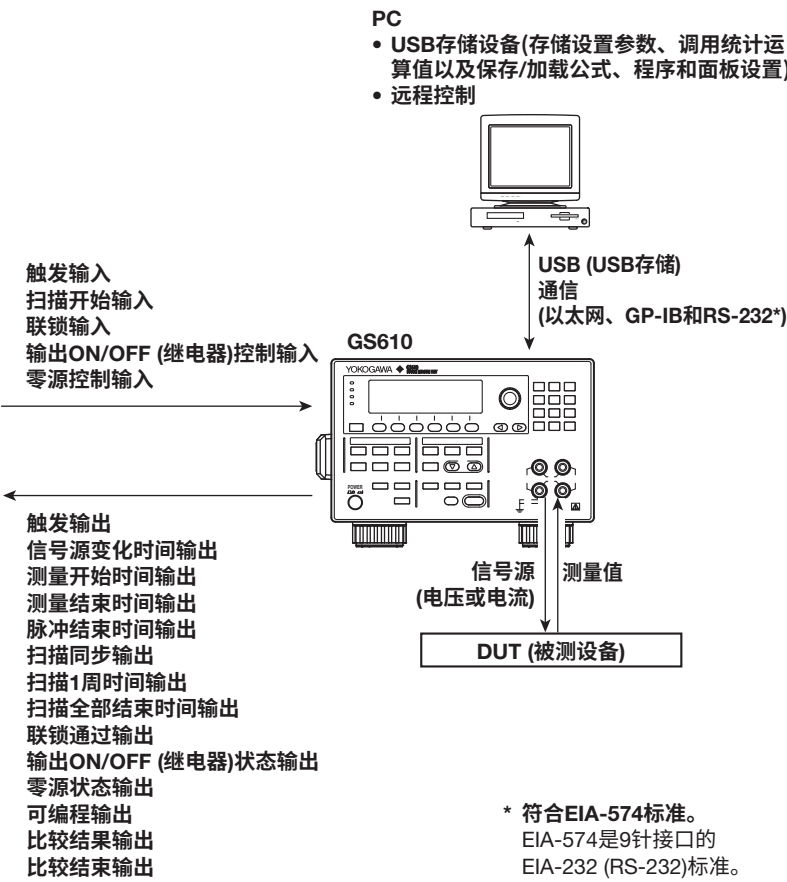 PC
• USB存储设备(存储设置参数、调用统计运
算值以及保存/加载公式、程序和面板设置)
• 远程控制
USB (USB存储)
通信
(以太网、GP-IB和RS-232*)
触发输入
扫描开始输入
联锁输入
输出ON/OFF (继电器)控制输入
零源控制输入
GS610
YOKOGAWA
POWER
触发输出
信号源变化时间输出
测量开始时间输出
测量结束时间输出
脉冲结束时间输出
扫描同步输出
扫描1周时间输出
扫描全部结束时间输出
联锁通过输出
输出ON/OFF (继电器)状态输出
零源状态输出
可编程输出
比较结果输出
比较结束输出
信号源
(电压或电流)
测量值
DUT (被测设备)
* 符合EIA-574标准。
EIA-574是9针接口的
EIA-232 (RS-232)标准。